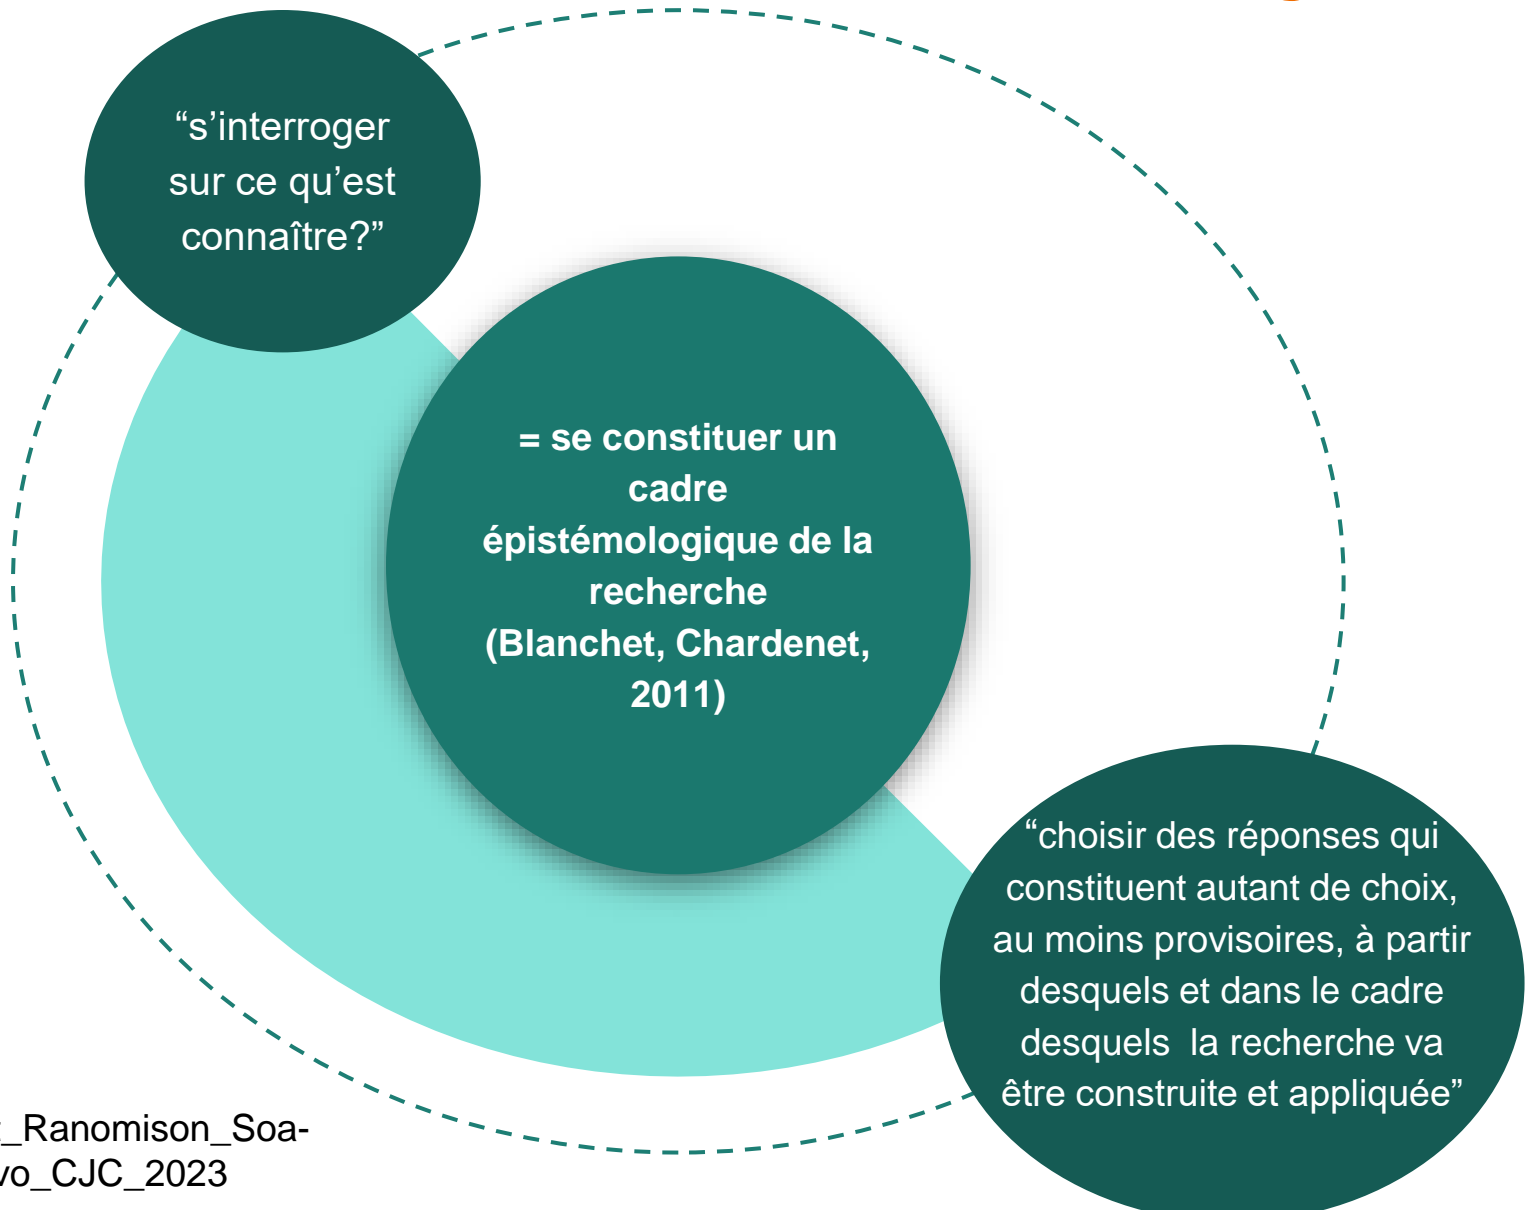 “s’interroger
sur ce qu’est
connaître?”
= se constituer un
cadre
épistémologique de la
recherche
(Blanchet, Chardenet,
2011)
“choisir des réponses qui
constituent autant de choix,
au moins provisoires, à partir
desquels et dans le cadre
desquels  la recherche va
être construite et appliquée”
_Ranomison_Soa-
vo_CJC_2023